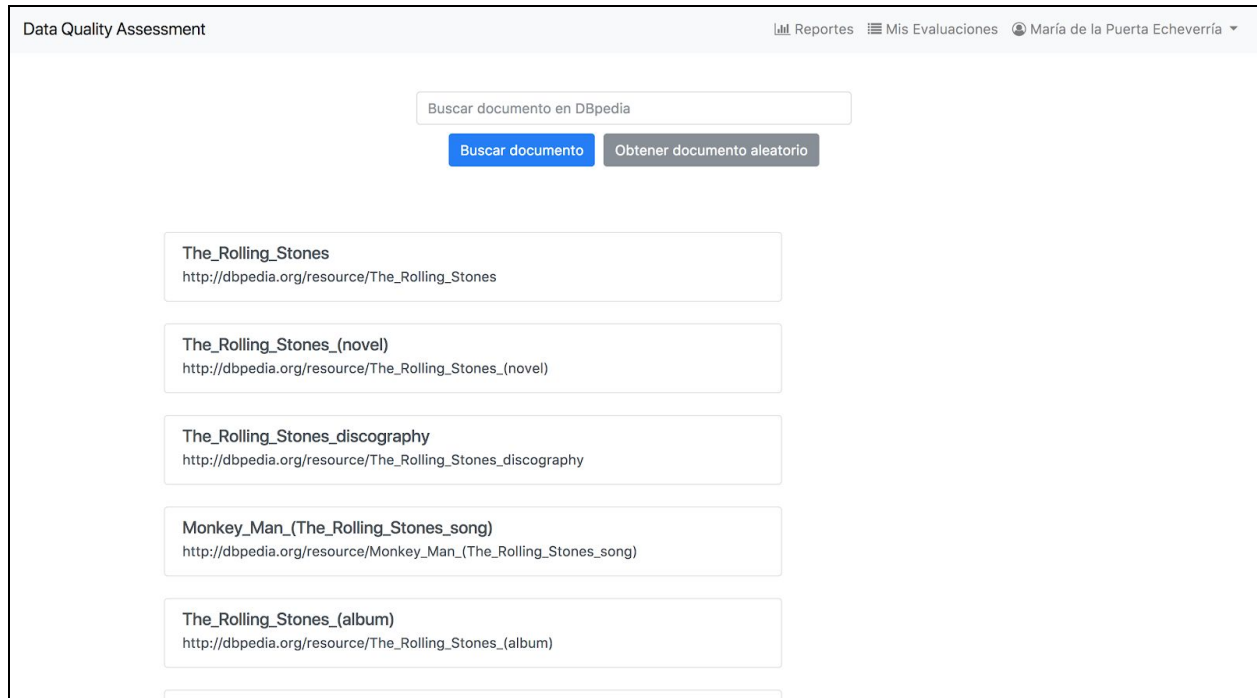 Data Quality Assessment
Reportes Mis Evaluaciones María de la Puerta Echeverría
Buscar documento en DBpedia
Buscar documento Obtener documento aleatorio
The_Rolling_Stones
http://dbpedia.org/resource/The_Rolling_Stones
The_Rolling_Stones_(novel)
http://dbpedia.org/resource/The_Rolling_Stones_(novel)
The_Rolling_Stones_discography
http://dbpedia.org/resource/The_Rolling_Stones_discography
Monkey_Man_(The_Rolling_Stones_song)
http://dbpedia.org/resource/Monkey_Man_(The_Rolling_Stones_song)
The_Rolling_Stones_(album)
http://dbpedia.org/resource/The_Rolling_Stones_(album)